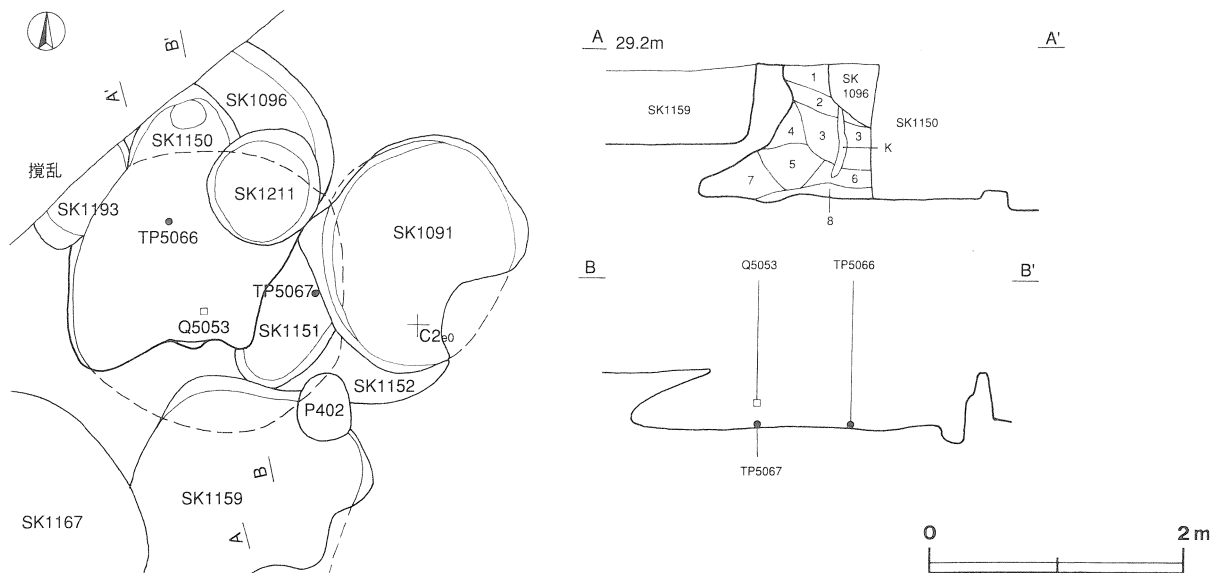 B'
A'
SK1096
SK1150
撹乱
SK1211
SK1193
TP5066
SK1091
TP5067
Q5053
SK1151
C2e0
SK1152
P402
B
SK1159
A
SK1167
A 29.2m
A'
1
SK
1096
2
SK1159
SK1150
4
3
3
K
5
6
7
8
B
Q5053
TP5066
B'
TP5067
0
2 m